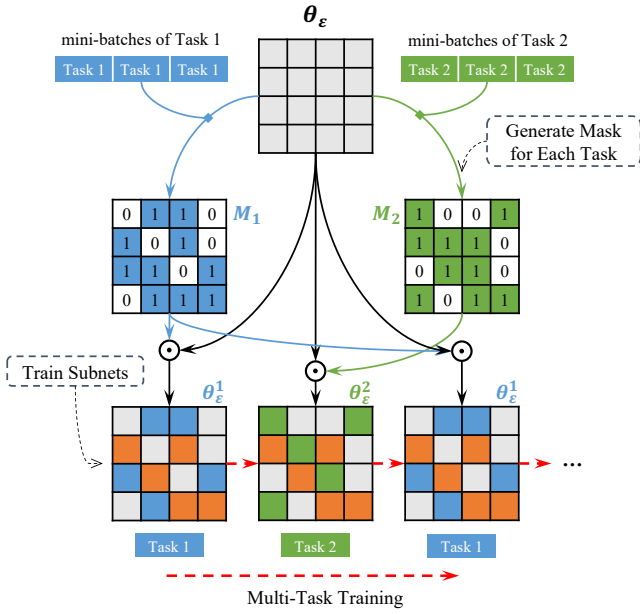 θ_ε
mini-batches of Task 1
mini-batches of Task 2
Task 1 Task 1 Task 1
Task 2 Task 2 Task 2
Generate Mask
for Each Task
M_1
0 1 1 0
1 0 1 0
1 1 0 1
0 1 1 1
M_2
1 0 0 1
1 1 1 0
0 1 1 0
1 0 1 1
Train Subnets
θ_ε^1
θ_ε^2
θ_ε^1
...
Task 1
Task 2
Task 1
Multi-Task Training